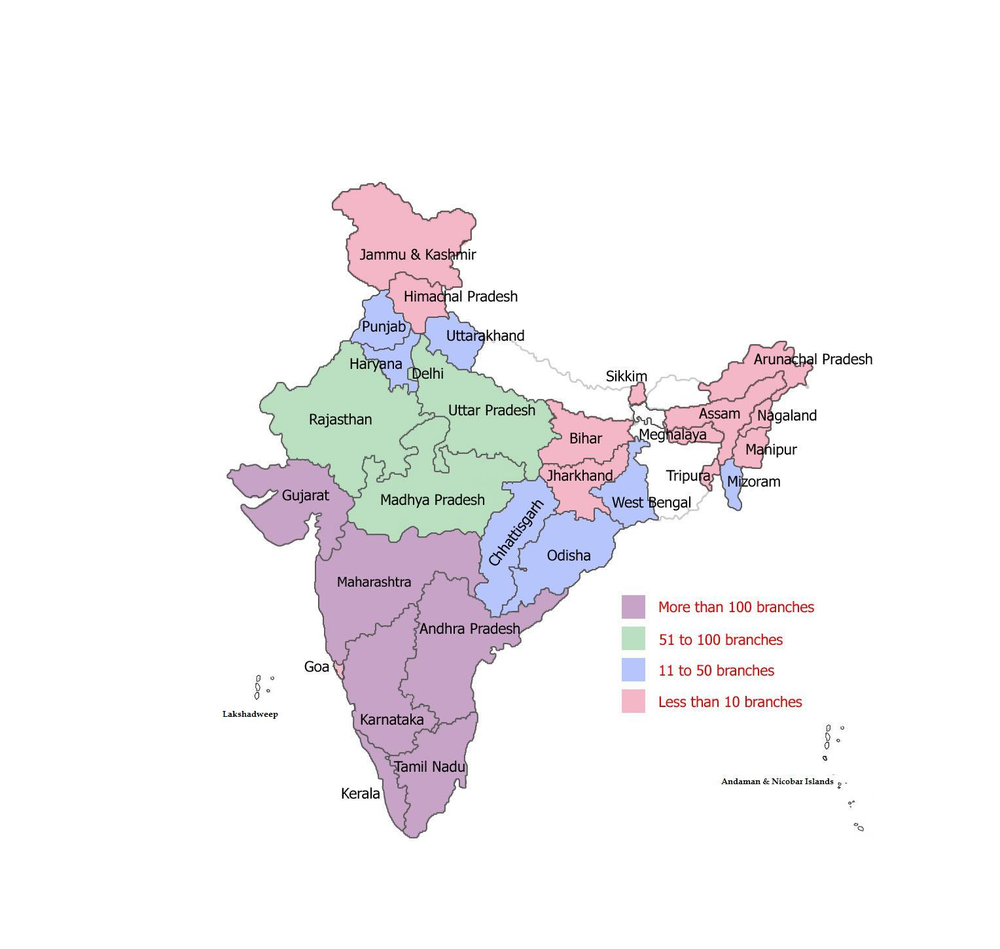 Jammu & Kashmir
Himachal Pradesh
Punjab
Uttarakhand
Haryana
Delhi
Arunachal Pradesh
Sikkim
Rajasthan
Uttar Pradesh
Assam
Nagaland
Bihar
Meghalaya
Manipur
Jharkhand
Tripura
Mizoram
Gujarat
Madhya Pradesh
West Bengal
Chhattisgarh
Odisha
Maharashtra
More than 100 branches
Andhra Pradesh
51 to 100 branches
Goa
11 to 50 branches
Less than 10 branches
Lakshadweep
Karnataka
Tamil Nadu
Andaman & Nicobar Islands
Kerala